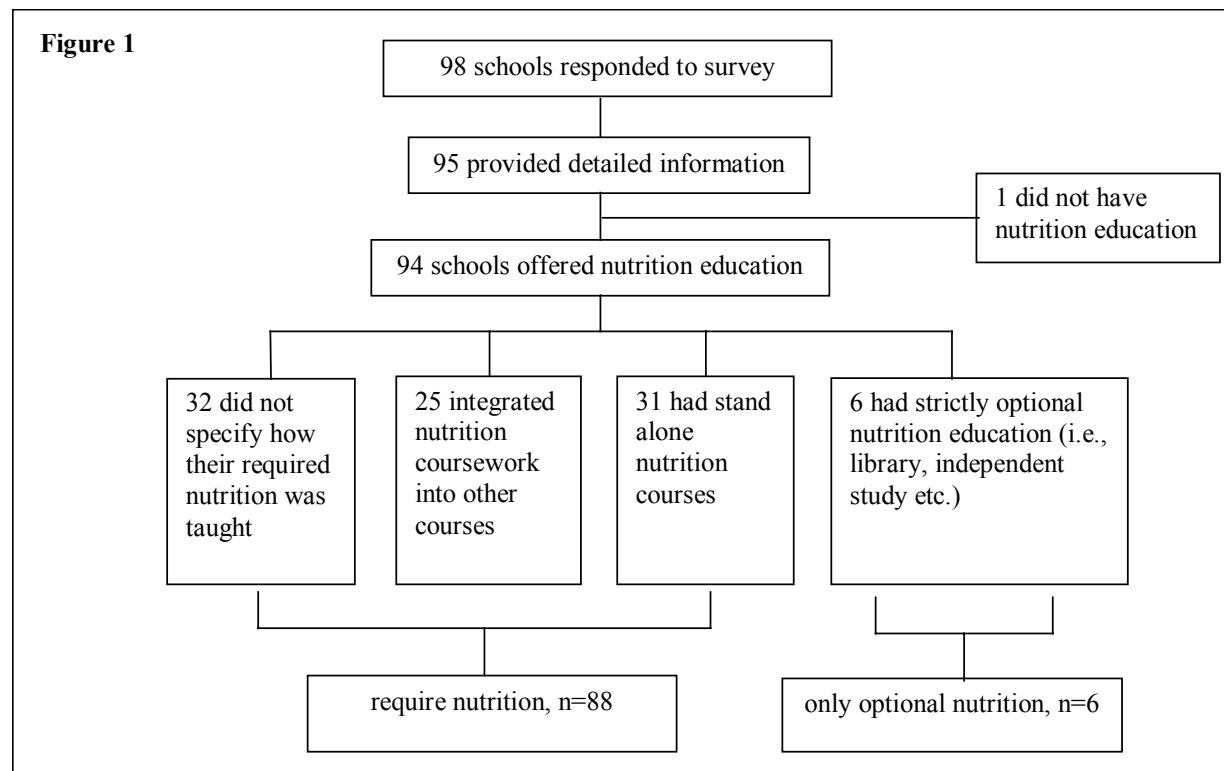 Figure 1
98 schools responded to survey
95 provided detailed information
1 did not have
nutrition education
94 schools offered nutrition education
32 did not
specify how
their required
nutrition was
taught
25 integrated
nutrition
coursework
into other
courses
31 had stand
alone
nutrition
courses
6 had strictly optional
nutrition education (i.e.,
library, independent
study etc.)
require nutrition, n=88
only optional nutrition, n=6